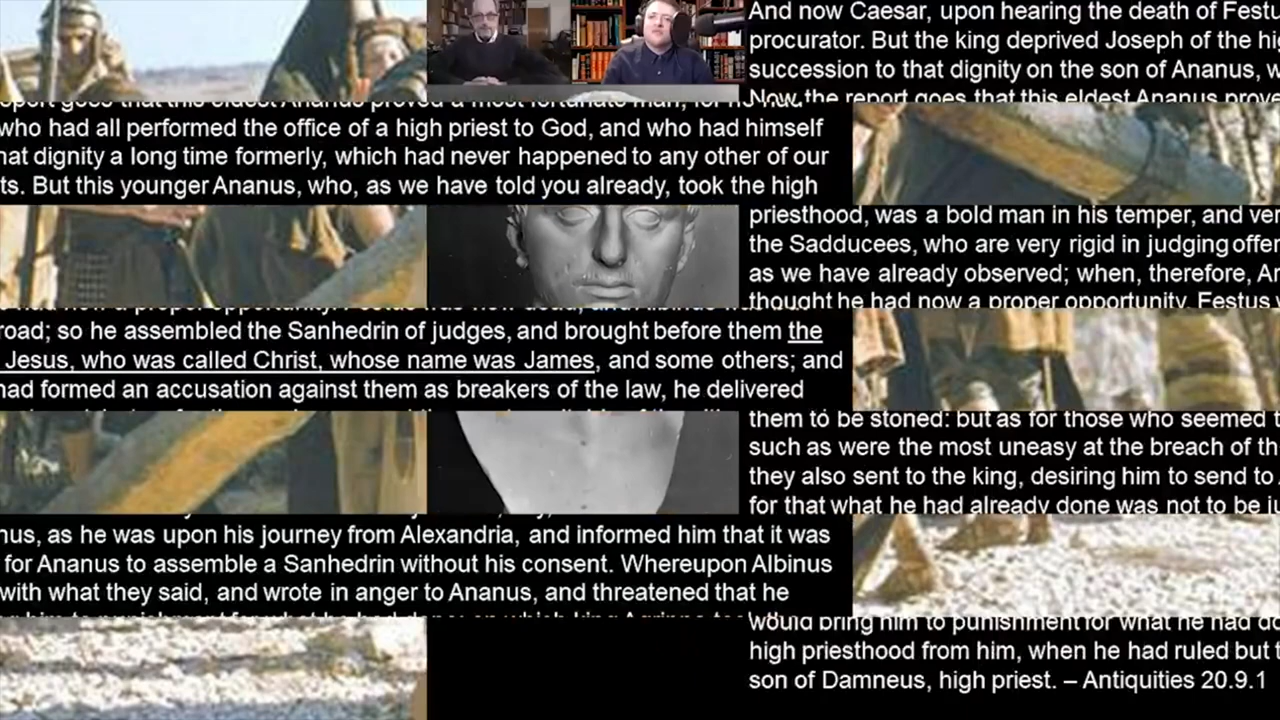 And now Caesar, upon hearing the death of Festu
procurator. But the king deprived Joseph of the hi
succession to that dignity on the son of Ananus, w
Now the report goes that this eldest Ananus prove
goes that this eldest Ananus proved a most fortunate man; for
who had all performed the office of a high priest to God, and who had himself
hat dignity a long time formerly, which had never happened to any other of our
ts. But this younger Ananus, who, as we have told you already, took the high
priesthood, was a bold man in his temper, and ver
the Sadducees, who are very rigid in judging offer
as we have already observed; when, therefore, An
thought he had now a proper opportunity. Festus
road; so he assembled the Sanhedrin of judges, and brought before them the
Jesus, who was called Christ, whose name was James, and some others; and
had formed an accusation against them as breakers of the law, he delivered
them to be stoned: but as for those who seemed t
such as were the most uneasy at the breach of th
they also sent to the king, desiring him to send to
for that what he had already done was not to be ju
nus, as he was upon his journey from Alexandria, and informed him that it was
for Ananus to assemble a Sanhedrin without his consent. Whereupon Albinus
with what they said, and wrote in anger to Ananus, and threatened that he
would bring him to punishment for what he had do
high priesthood from him, when he had ruled but t
son of Damneus, high priest. – Antiquities 20.9.1